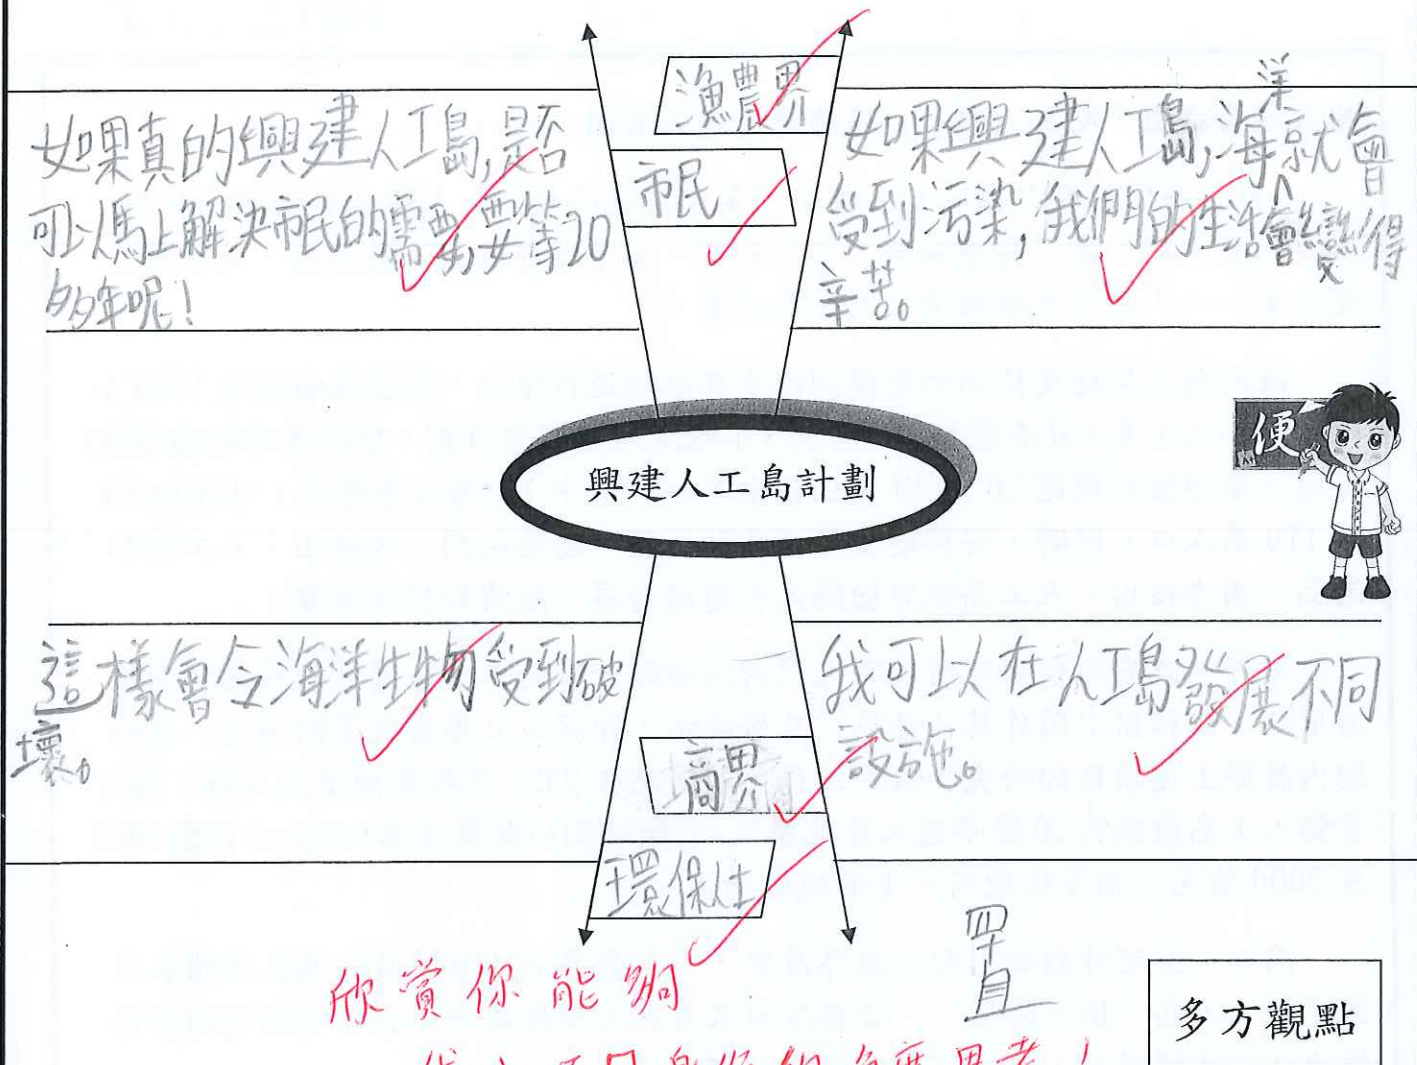 漁農界
如果真的興建人工島,是否
可以馬上解決市民的需要,要等20
多年呢!
市民
如果興建人工島,海洋就會
受到污染,我們的生活會變得
辛苦。
興建人工島計劃
便
這樣會令海洋生物受到破
壞。
我可以在人工島發展不同
設施。
商界
環保人士
欣賞你能夠
置
多方觀點